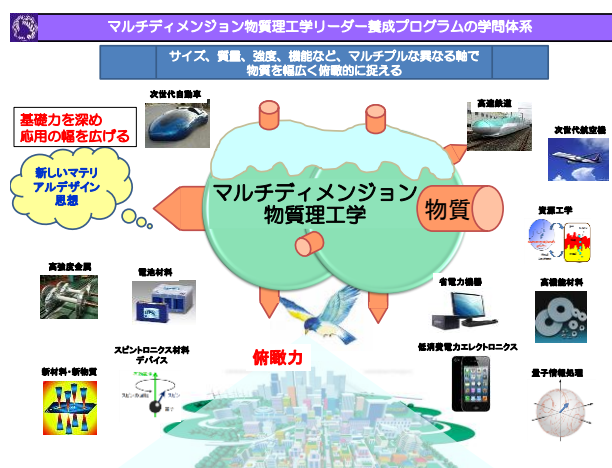 マルチディメンジョン物質理工学リーダー養成プログラムの学問体系
サイズ、質量、強度、機能など、マルチプルな異なる軸で
物質を幅広く俯瞰的に捉える
次世代自動車
基礎力を深め
応用の幅を広げる
高速鉄道
次世代航空機
新しいマテリ
アルデザイン
思想
マルチディメンジョン
物質理工学
物質
資源工学
高強度金属
電池材料
省電力機器
高機能材料
スピントロニクス材料
デバイス
俯瞰力
低消費電力エレクトロニクス
新材料・新物質
量子情報処理